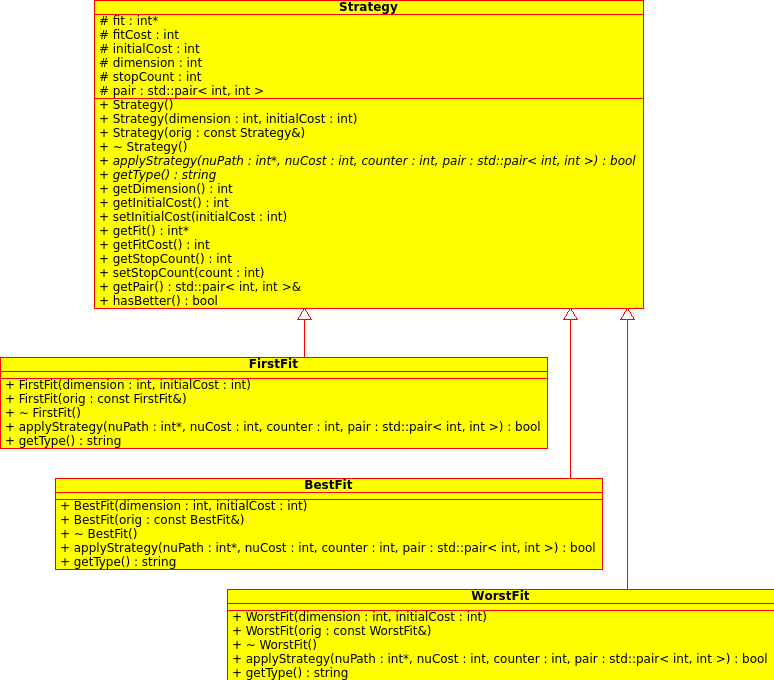 Strategy
# fit : int*
# fitCost : int
# initialCost : int
# dimension : int
# stopCount : int
# pair : std::pair< int, int >
+ Strategy()
+ Strategy(dimension : int, initialCost : int)
+ Strategy(orig : const Strategy&)
+ ~ Strategy()
+ applyStrategy(nuPath : int*, nuCost : int, counter : int, pair : std::pair< int, int >) : bool
+ getType() : string
+ getDimension() : int
+ getInitialCost() : int
+ setInitialCost(initialCost : int)
+ getFit() : int*
+ getFitCost() : int
+ getStopCount() : int
+ setStopCount(count : int)
+ getPair() : std::pair< int, int >&
+ hasBetter() : bool
FirstFit
+ FirstFit(dimension : int, initialCost : int)
+ FirstFit(orig : const FirstFit&)
+ ~ FirstFit()
+ applyStrategy(nuPath : int*, nuCost : int, counter : int, pair : std::pair< int, int >) : bool
+ getType() : string
BestFit
+ BestFit(dimension : int, initialCost : int)
+ BestFit(orig : const BestFit&)
+ ~ BestFit()
+ applyStrategy(nuPath : int*, nuCost : int, counter : int, pair : std::pair< int, int >) : bool
+ getType() : string
WorstFit
+ WorstFit(dimension : int, initialCost : int)
+ WorstFit(orig : const WorstFit&)
+ ~ WorstFit()
+ applyStrategy(nuPath : int*, nuCost : int, counter : int, pair : std::pair< int, int >) : bool
+ getType() : string